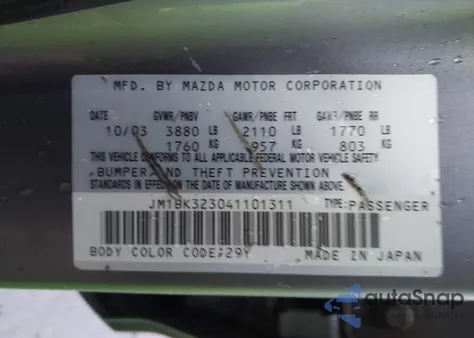 MFD. BY MAZDA MOTOR CORPORATION
DATE GVWR/PNBV GAWR/PNBE FRT GAWR/PNBE RR
10/03 3880 LB 2110 LB 1770 LB
1760 KG 957 KG 803 KG
THIS VEHICLE CONFORMS TO ALL APPLICABLE FEDERAL MOTOR VEHICLE SAFETY,
BUMPER AND THEFT PREVENTION
STANDARDS IN EFFECT ON THE DATE OF MANUFACTURE SHOWN ABOVE.
JM1BK323041101311 TYPE:PASSENGER
BODY COLOR CODE:29Y MADE IN JAPAN
autoSnap